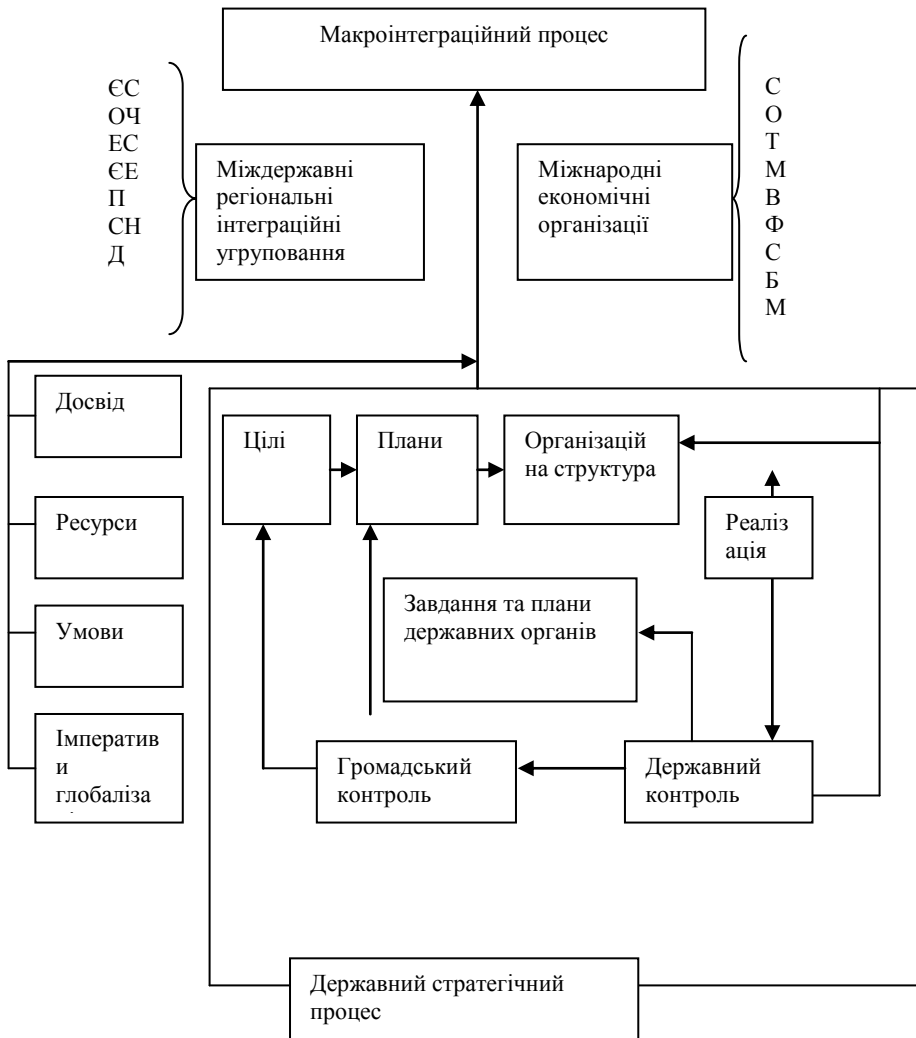 Макроінтеграційний процес
ЄС
ОЧ
ЕС
ЄЕ
П
СН
Д
Міждержавні
регіональні
інтеграційні
угруповання
Міжнародні
економічні
організації
С
О
Т
М
В
Ф
С
Б
М
Досвід
Ресурси
Умови
Імператив
и
глобаліза
Цілі
Плани
Організацій
на структура
Реаліз
ація
Завдання та плани
державних органів
Громадський
контроль
Державний
контроль
Державний стратегічний
процес